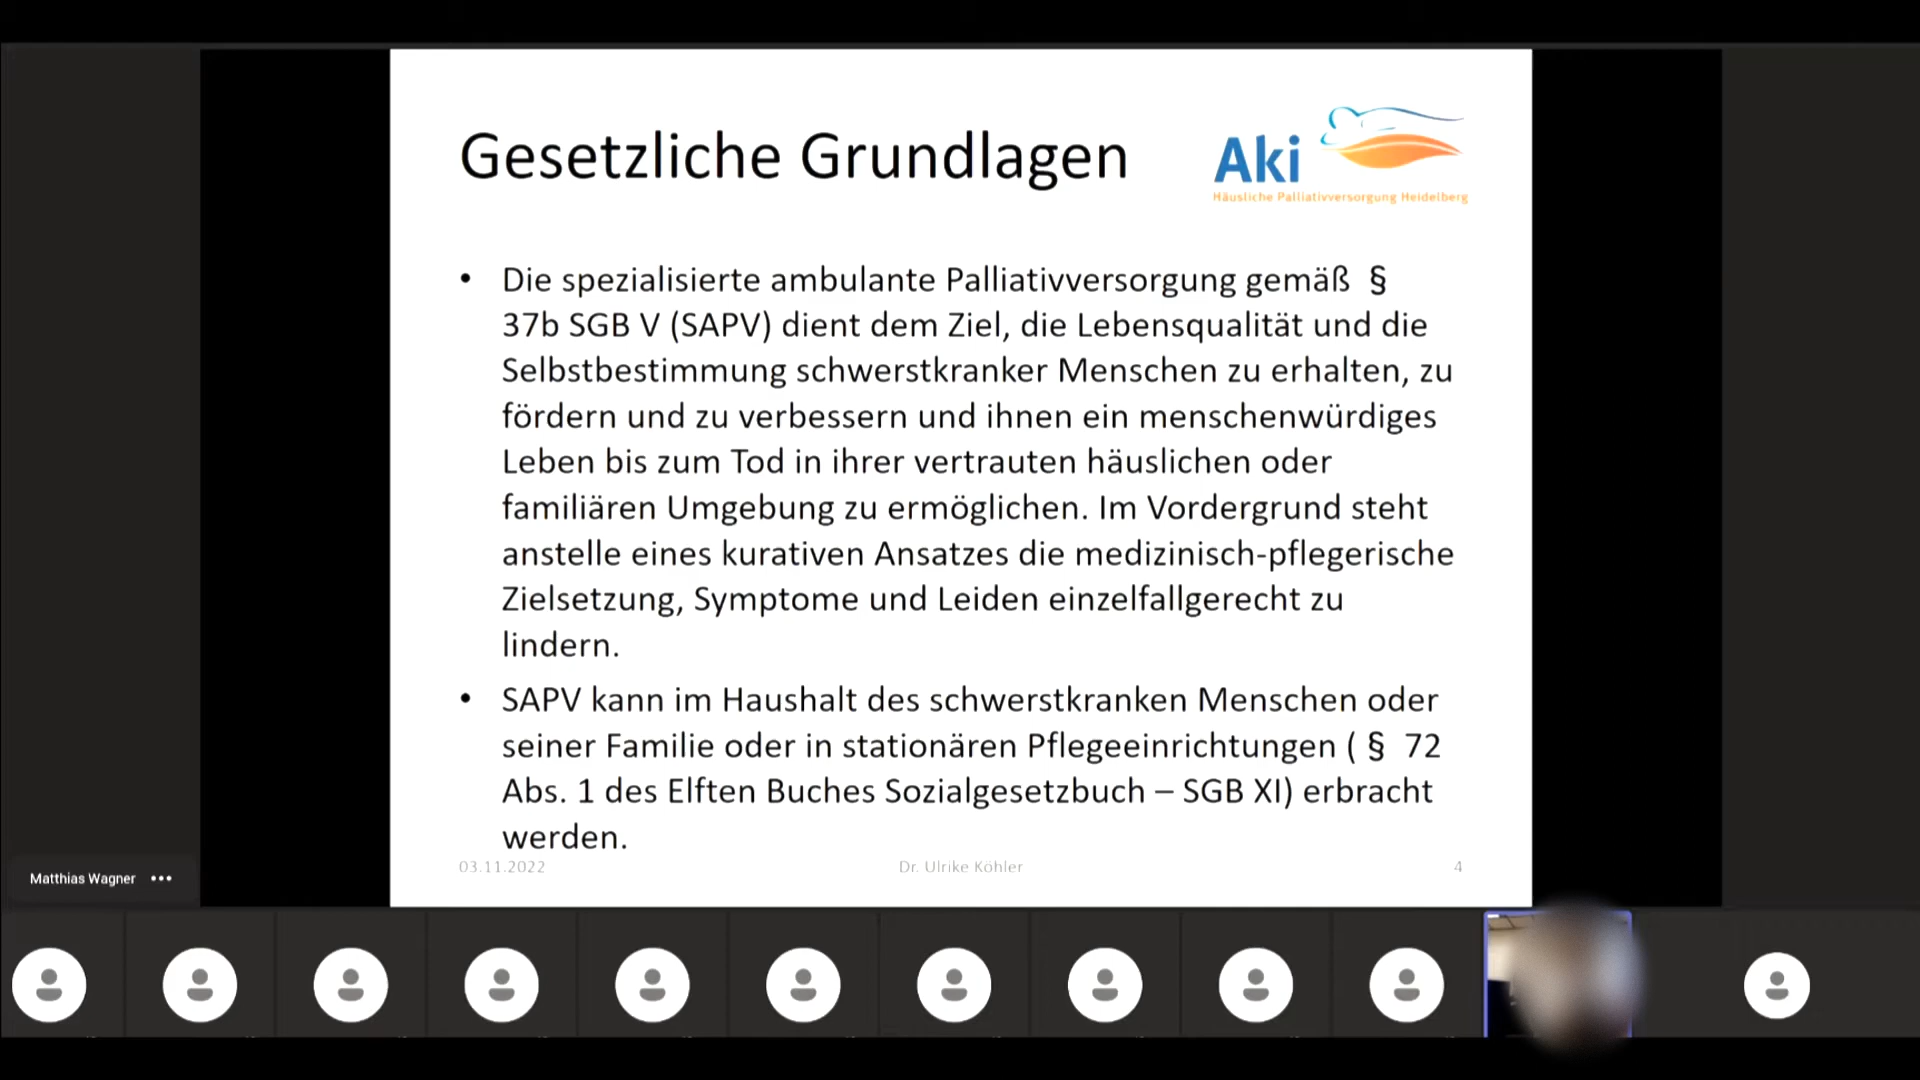 Gesetzliche Grundlagen
Aki
Häusliche Palliativversorgung Heidelberg
• Die spezialisierte ambulante Palliativversorgung gemäß §
37b SGB V (SAPV) dient dem Ziel, die Lebensqualität und die
Selbstbestimmung schwerstkranker Menschen zu erhalten, zu
fördern und zu verbessern und ihnen ein menschenwürdiges
Leben bis zum Tod in ihrer vertrauten häuslichen oder
familiären Umgebung zu ermöglichen. Im Vordergrund steht
anstelle eines kurativen Ansatzes die medizinisch-pflegerische
Zielsetzung, Symptome und Leiden einzelfallgerecht zu
lindern.
• SAPV kann im Haushalt des schwerstkranken Menschen oder
seiner Familie oder in stationären Pflegeeinrichtungen ( § 72
Abs. 1 des Elften Buches Sozialgesetzbuch – SGB XI) erbracht
werden.
03.11.2022 Dr. Ulrike Köhler 4
Matthias Wagner •••